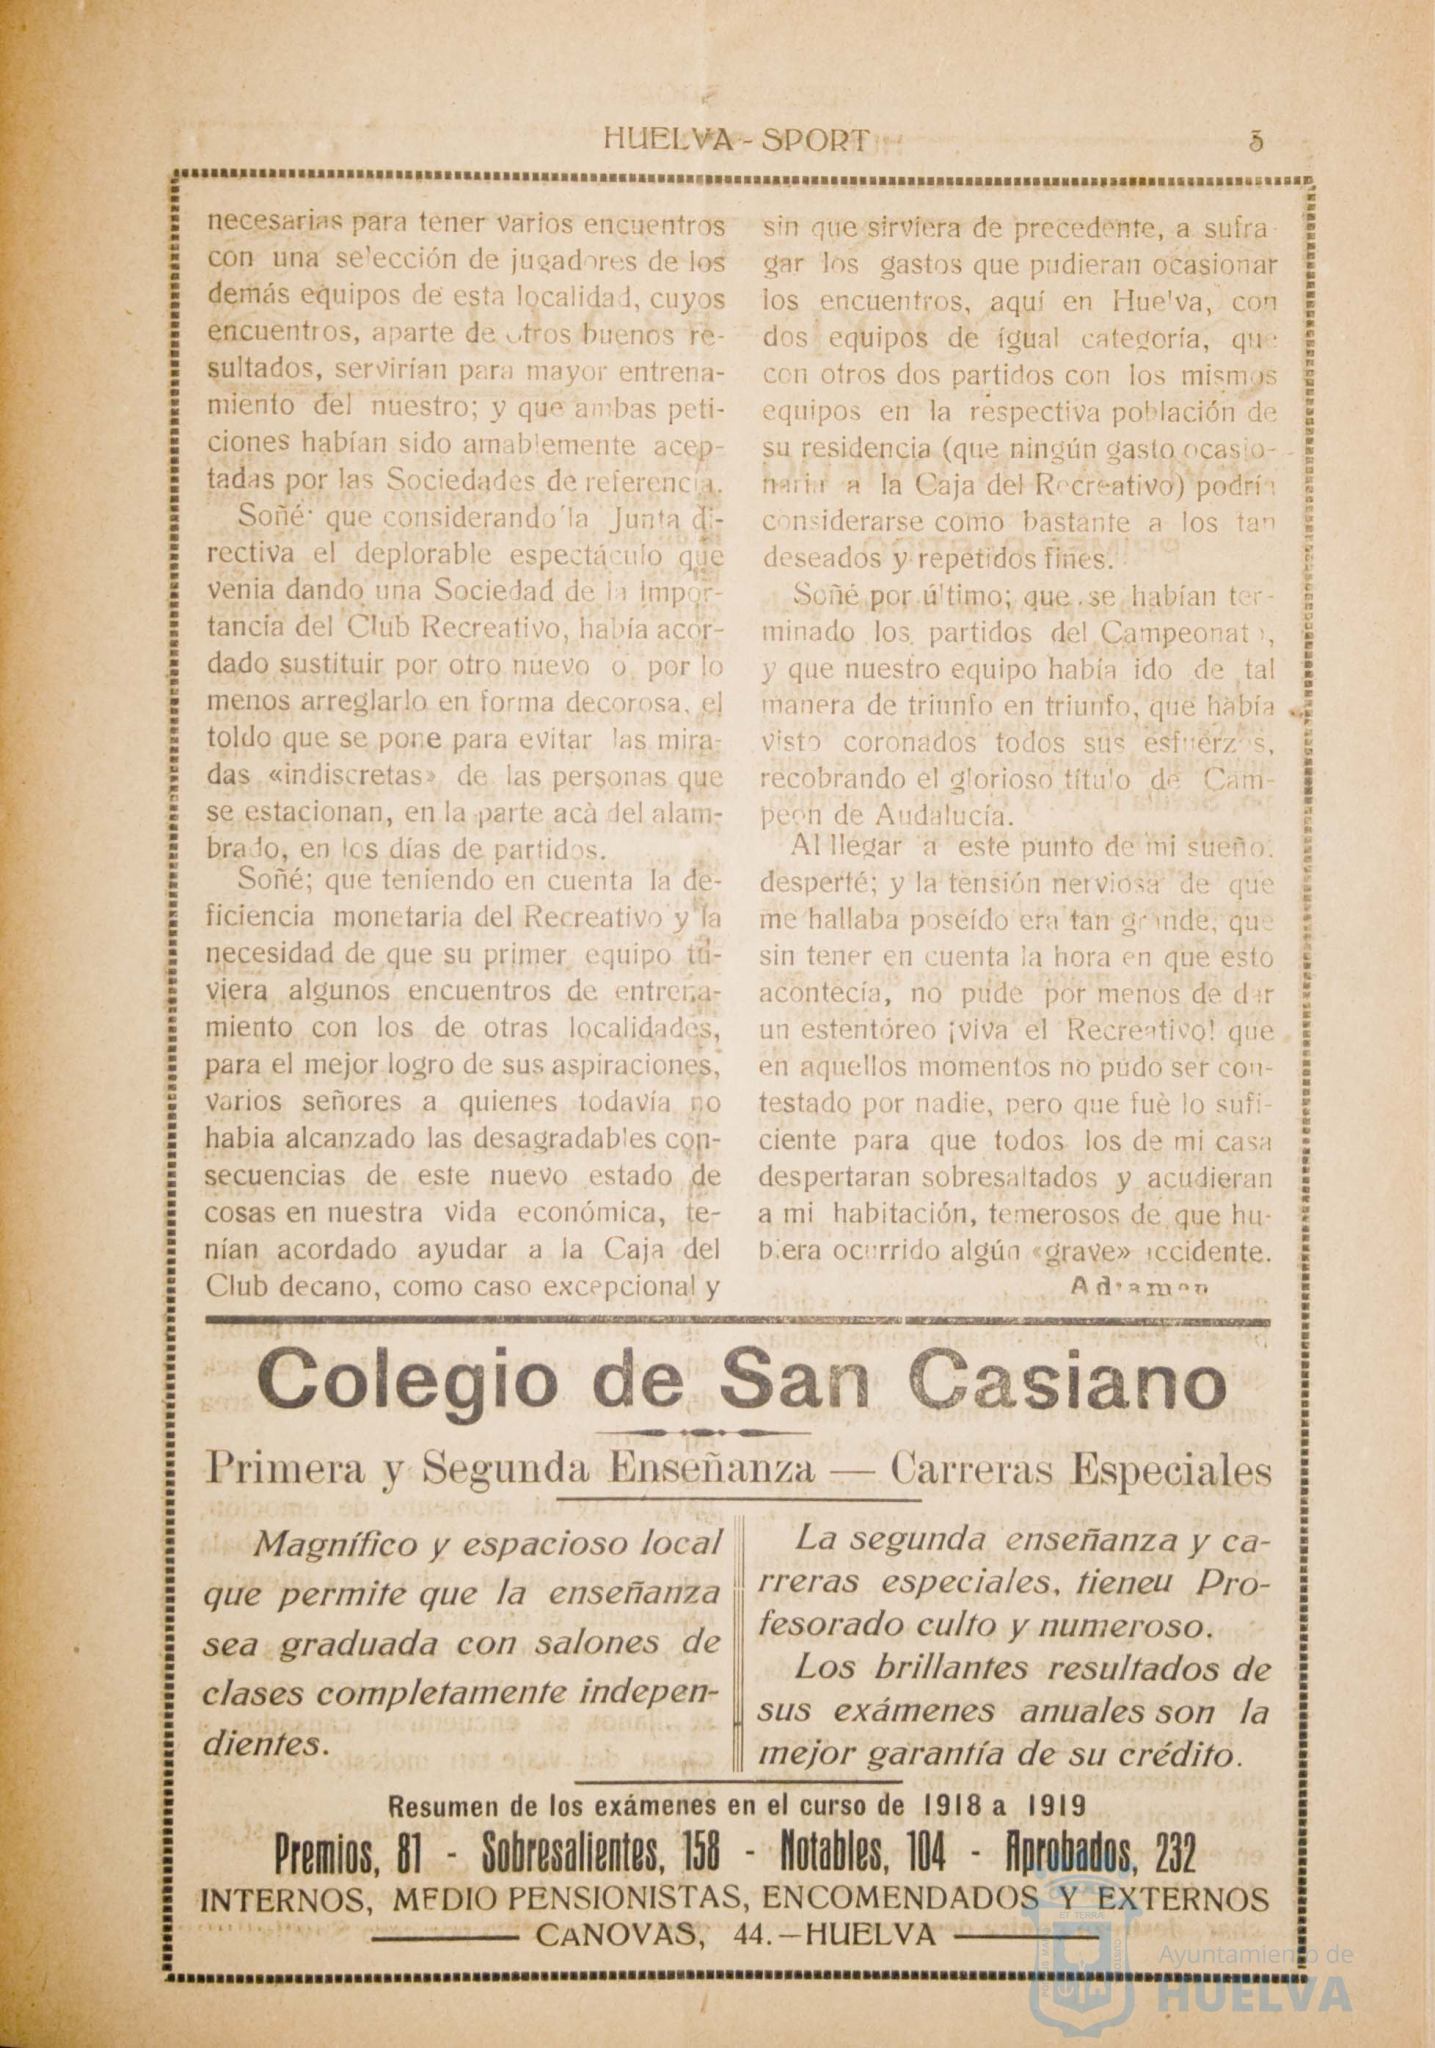 HUELVA - SPORT
5
necesarias para tener varios encuentros
con una selección de jugadores de los
demás equipos de esta localidad, cuyos
encuentros, aparte de otros buenos re-
sultados, servirían para mayor entrena-
miento del nuestro; y que ambas peti-
ciones habían sido amablemente acep-
tadas por las Sociedades de referencia.
Soñé; que considerando la Junta di-
rectiva el deplorable espectáculo que
venia dando una Sociedad de la impor-
tancia del Club Recreativo, había acor-
dado sustituir por otro nuevo o por lo
menos arreglarlo en forma decorosa, el
toldo que se pone para evitar las mira-
das «indiscretas» de las personas que
se estacionan, en la parte acà del alam-
brado, en los días de partidos.
Soñé; que teniendo en cuenta la de-
ficiencia monetaria del Recreativo y la
necesidad de que su primer equipo tu-
viera algunos encuentros de entrena-
miento con los de otras localidades,
para el mejor logro de sus aspiraciones,
varios señores a quienes todavía no
habia alcanzado las desagradables con-
secuencias de este nuevo estado de
cosas en nuestra vida económica, te-
nían acordado ayudar a la Caja del
Club decano, como caso excepcional y
sin que sirviera de precedente, a sufra-
gar los gastos que pudieran ocasionar
los encuentros, aquí en Huelva, con
dos equipos de igual categoría, que
con otros dos partidos con los mismos
equipos en la respectiva población de
su residencia (que ningún gasto ocasio-
naria a la Caja del Recreativo) podría
considerarse como bastante a los tan
deseados y repetidos fines.
Soñé por último; que se habían ter-
minado los partidos del Campeonato,
y que nuestro equipo había ido de tal
manera de triunfo en triunfo, que había
visto coronados todos sus esfuerzos,
recobrando el glorioso título de Cam-
peón de Audalucía.
Al llegar a este punto de mi sueño,
desperté; y la tensión nerviosa de que
me hallaba poseído era tan grande, que
sin tener en cuenta la hora en que esto
acontecía, no pude por menos de dar
un estentóreo ¡viva el Recreativo! que
en aquellos momentos no pudo ser con-
testado por nadie, pero que fuè lo sufi-
ciente para que todos los de mi casa
despertaran sobresaltados y acudieran
a mi habitación, temerosos de que hu-
biera ocurrido algún «grave» accidente.
Colegio de San Casiano
Primera y Segunda Enseñanza — Carreras Especiales
Magnífico y espacioso local
que permite que la enseñanza
sea graduada con salones de
clases completamente indepen-
dientes.
La segunda enseñanza y ca-
rreras especiales, tieneu Pro-
fesorado culto y numeroso.
Los brillantes resultados de
sus exámenes anuales son la
mejor garantía de su crédito.
Resumen de los exámenes en el curso de 1918 a 1919
Premios, 81 - Sobresalientes, 158 - Notables, 104 - Aprobados, 232
INTERNOS, MEDIO PENSIONISTAS, ENCOMENDADOS Y EXTERNOS
CANOVAS, 44.—HUELVA
Ayuntamiento de
HUELVA